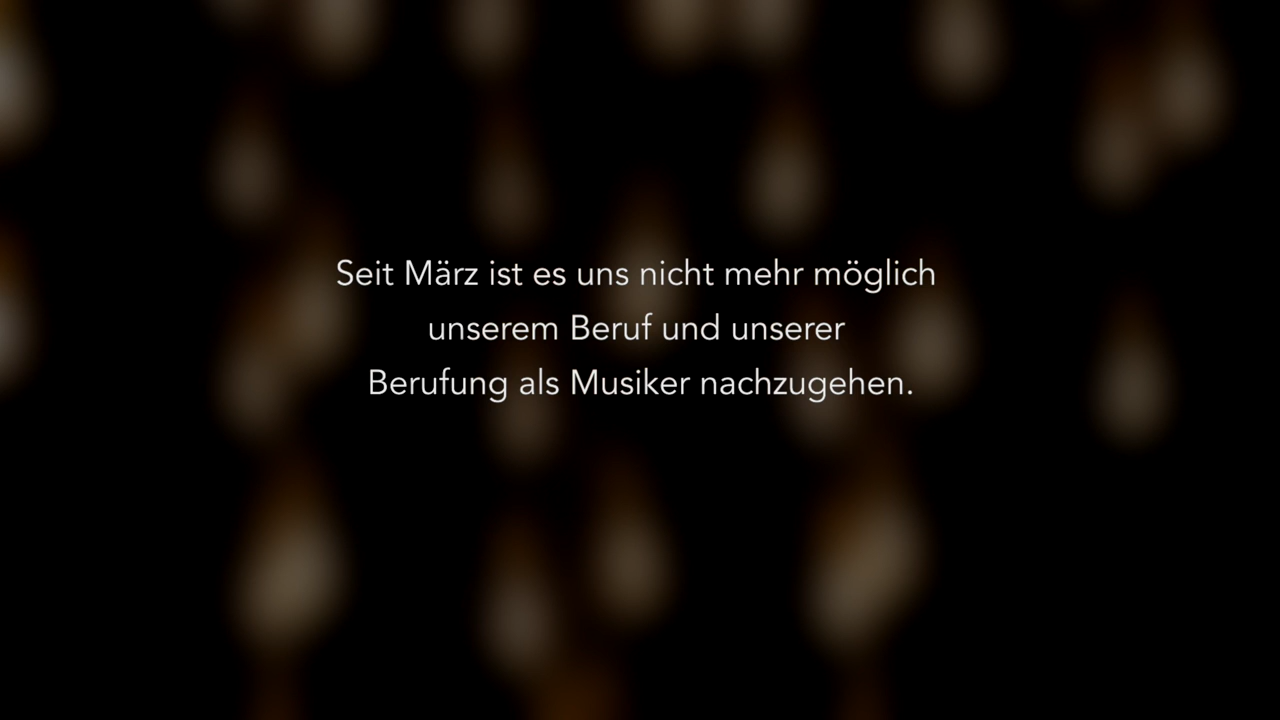 Seit März ist es uns nicht mehr möglich
unserem Beruf und unserer
Berufung als Musiker nachzugehen.